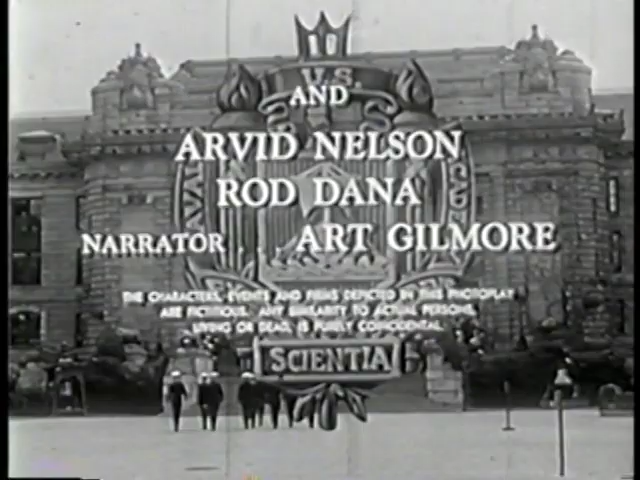 U.S.
AND
ARVID NELSON
ROD DANA
NARRATOR . . . ART GILMORE
THE CHARACTERS, EVENTS AND FIRMS DEPICTED IN THIS PHOTOPLAY
ARE FICTITIOUS. ANY SIMILARITY TO ACTUAL PERSONS,
LIVING OR DEAD, IS PURELY COINCIDENTAL.
SCIENTIA